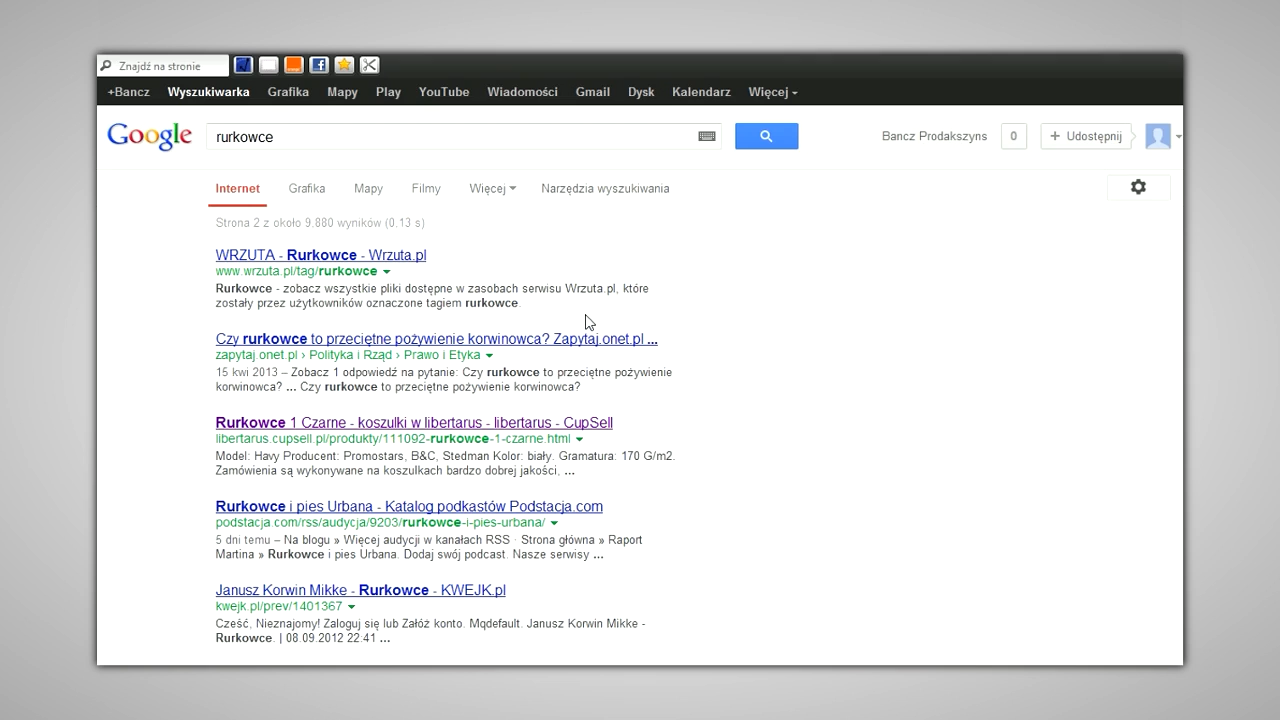 Znajdź na stronie
+Bancz Wyszukiwarka Grafika Mapy Play YouTube Wiadomości Gmail Dysk Kalendarz Więcej
Google rurkowce Bancz Prodakszyns 0 + Udostępnij
Internet Grafika Mapy Filmy Więcej Narzędzia wyszukiwania
Strona 2 z około 9.880 wyników (0.13 s)
WRZUTA - Rurkowce - Wrzuta.pl
www.wrzuta.pl/tag/rurkowce
Rurkowce - zobacz wszystkie pliki dostępne w zasobach serwisu Wrzuta.pl, które
zostały przez użytkowników oznaczone tagiem rurkowce.
Czy rurkowce to przeciętne pożywienie korwinowca? Zapytaj.onet.pl ...
zapytaj.onet.pl › Polityka i Rząd › Prawo i Etyka
15 kwi 2013 – Zobacz 1 odpowiedź na pytanie: Czy rurkowce to przeciętne pożywienie
korwinowca? ... Czy rurkowce to przeciętne pożywienie korwinowca?
Rurkowce 1 Czarne - koszulki w libertarus - libertarus - CupSell
libertarus.cupsell.pl/produkty/111092-rurkowce-1-czarne.html
Model: Havy Producent: Promostars, B&C, Stedman Kolor: biały. Gramatura: 170 G/m2.
Zamówienia są wykonywane na koszulkach bardzo dobrej jakości, ...
Rurkowce i pies Urbana - Katalog podkastów Podstacja.com
podstacja.com/rss/audycja/9203/rurkowce-i-pies-urbana/
5 dni temu – Na blogu » Więcej audycji w kanałach RSS · Strona główna » Raport
Martina » Rurkowce i pies Urbana. Dodaj swój podcast. Nasze serwisy ...
Janusz Korwin Mikke - Rurkowce - KWEJK.pl
kwejk.pl/prev/1401367
Cześć, Nieznajomy! Zaloguj się lub Załóż konto. Mqdefault. Janusz Korwin Mikke -
Rurkowce. | 08.09.2012 22:41 ...